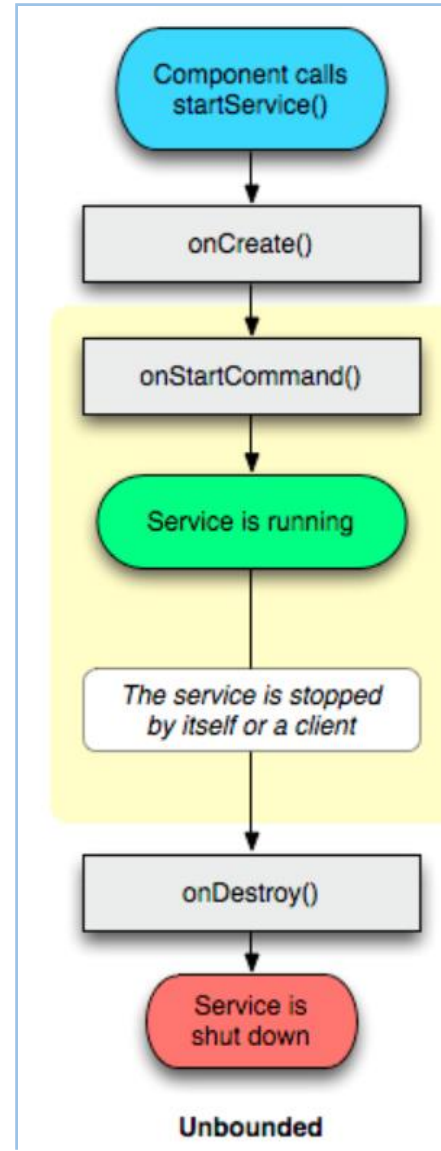 Component calls
startService()
onCreate()
onStartCommand()
Service is running
The service is stopped
by itself or a client
onDestroy()
Service is
shut down
Unbounded